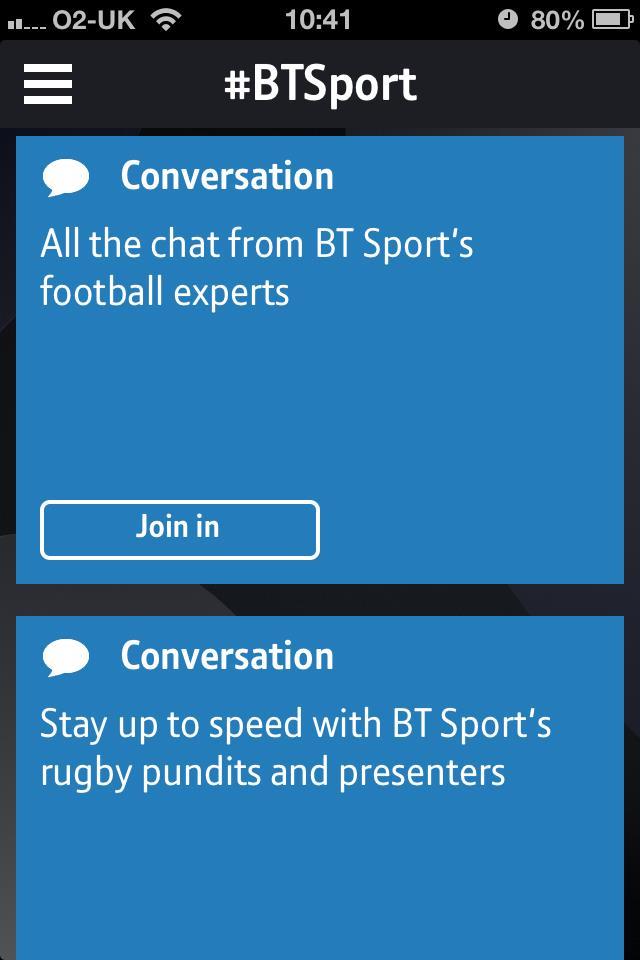 O2-UK 10:41 80%
#BTSport
Conversation
All the chat from BT Sport's
football experts
Join in
Conversation
Stay up to speed with BT Sport's
rugby pundits and presenters